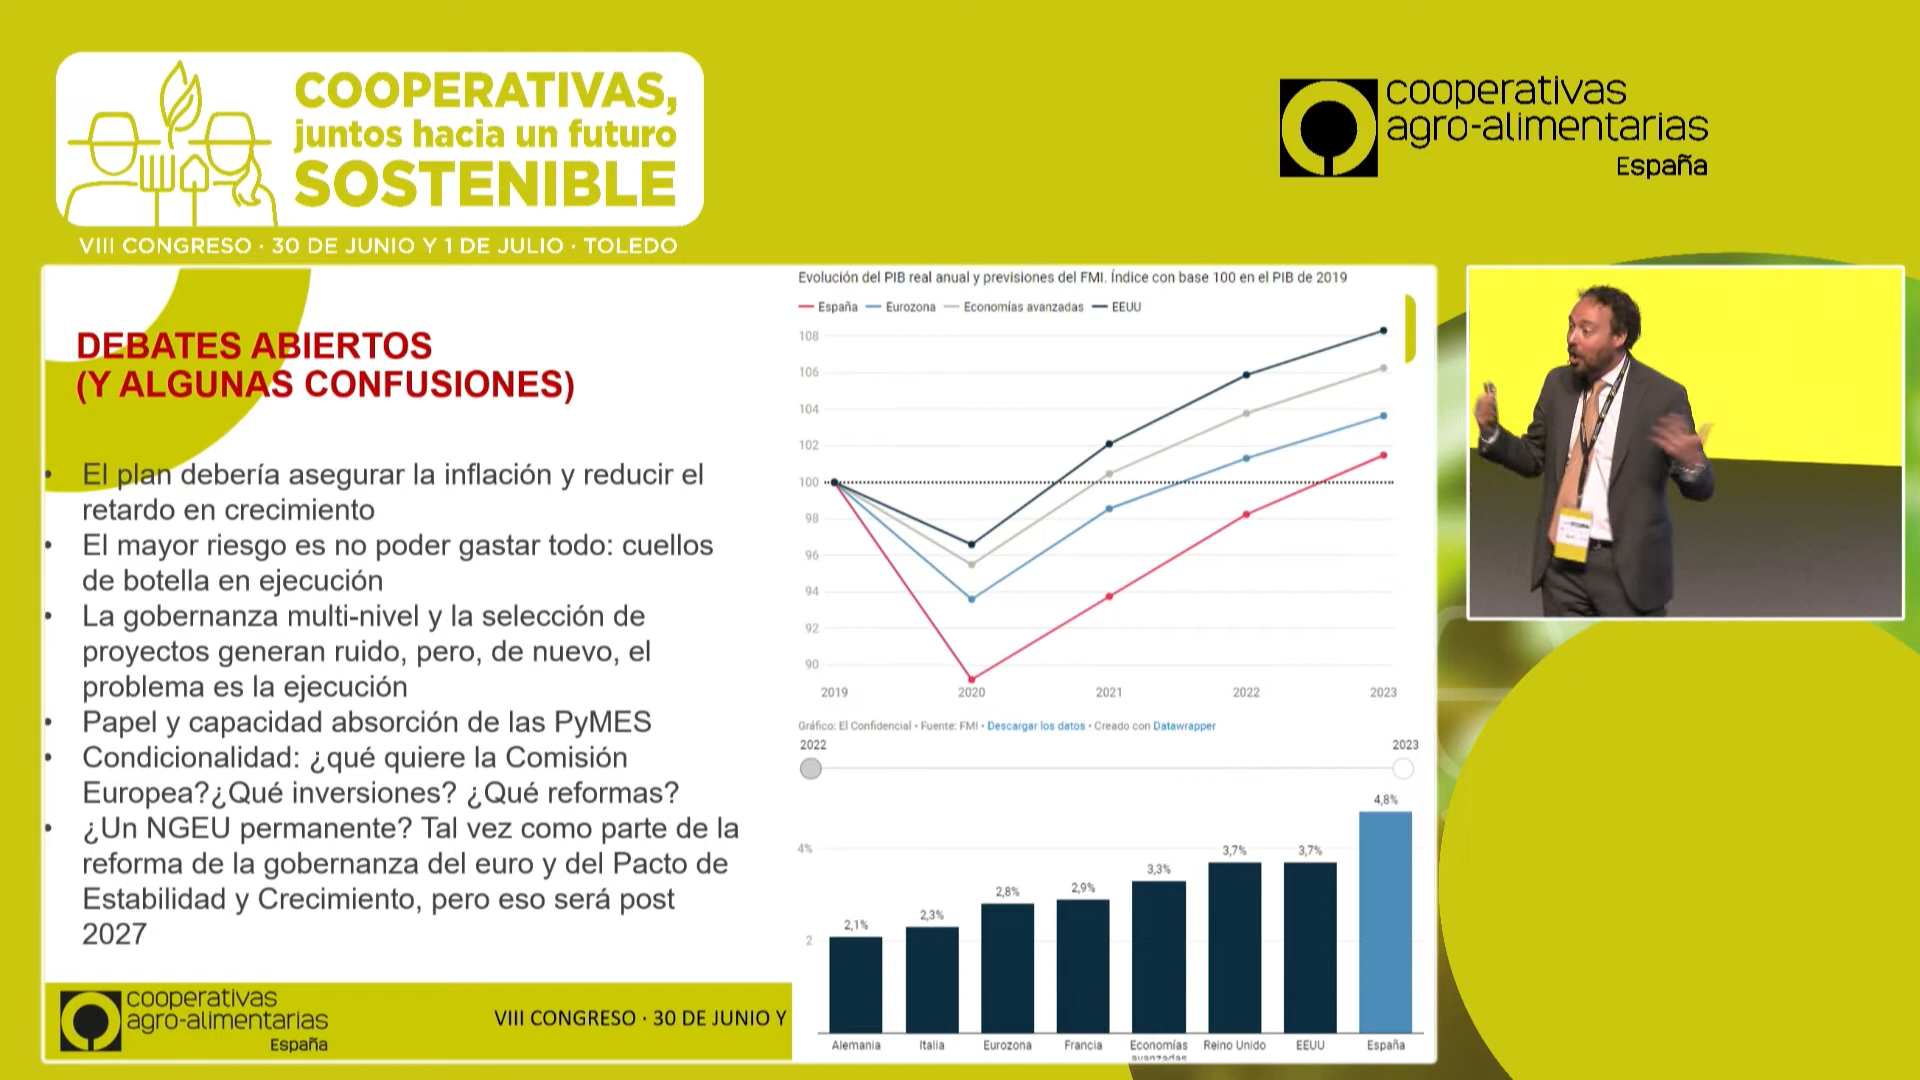 COOPERATIVAS,
juntos hacia un futuro
SOSTENIBLE
VIII CONGRESO · 30 DE JUNIO Y 1 DE JULIO · TOLEDO
cooperativas
agro-alimentarias
España
DEBATES ABIERTOS
(Y ALGUNAS CONFUSIONES)
• El plan debería asegurar la inflación y reducir el
retardo en crecimiento
• El mayor riesgo es no poder gastar todo: cuellos
de botella en ejecución
• La gobernanza multi-nivel y la selección de
proyectos generan ruido, pero, de nuevo, el
problema es la ejecución
• Papel y capacidad absorción de las PyMES
• Condicionalidad: ¿qué quiere la Comisión
Europea?¿Qué inversiones? ¿Qué reformas?
• ¿Un NGEU permanente? Tal vez como parte de la
reforma de la gobernanza del euro y del Pacto de
Estabilidad y Crecimiento, pero eso será post
2027
cooperativas
agro-alimentarias
España
VIII CONGRESO · 30 DE JUNIO Y
Evolución del PIB real anual y previsiones del FMI. Índice con base 100 en el PIB de 2019
España Eurozona Economías avanzadas EEUU
108
106
104
102
100
98
96
94
92
90
2019 2020 2021 2022 2023
Gráfico: El Confidencial • Fuente: FMI • Descargar los datos • Creado con Datawrapper
2022 2023
4%
2
2,1% 2,3% 2,8% 2,9% 3,3% 3,7% 3,7% 4,8%
Alemania Italia Eurozona Francia Economías Reino Unido EEUU España
avanzadas